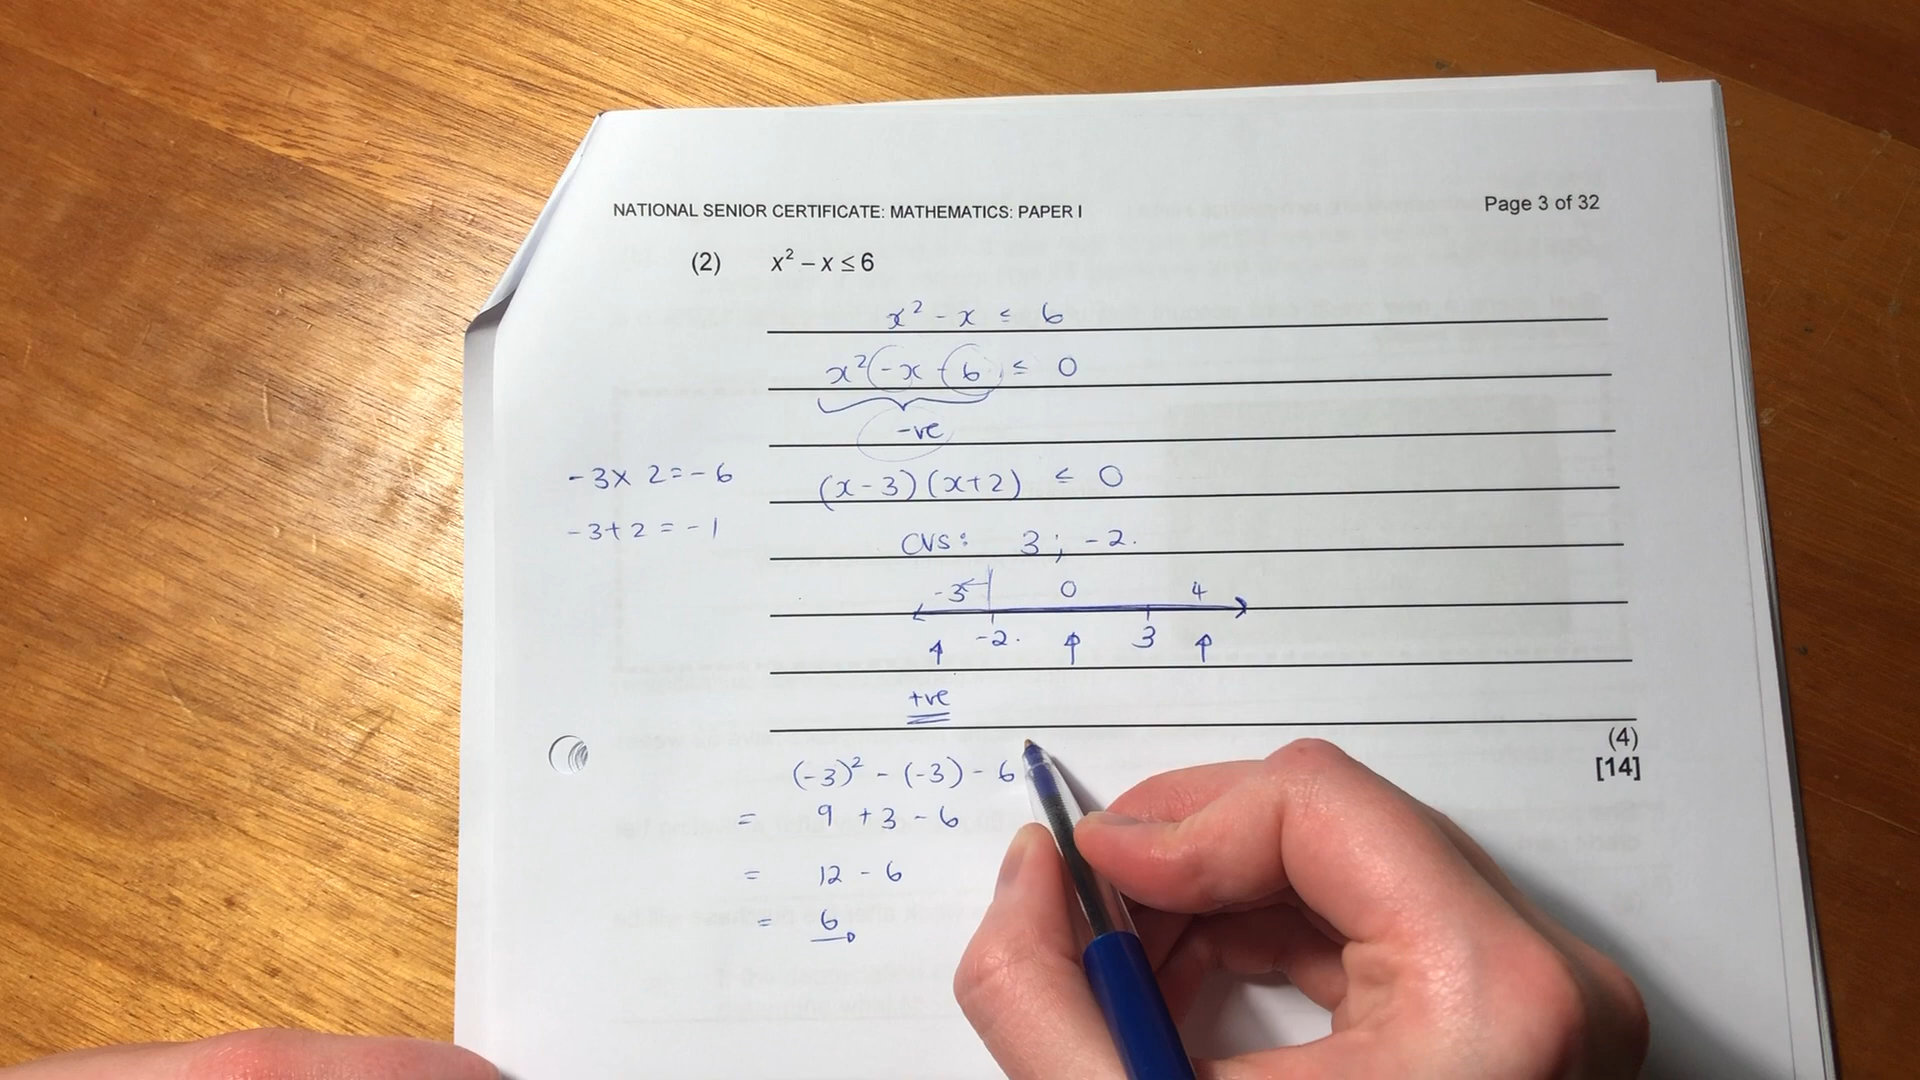 NATIONAL SENIOR CERTIFICATE: MATHEMATICS: PAPER I
Page 3 of 32
(2) x² – x ≤ 6
x² - x ≤ 6
x² - x - 6 ≤ 0
-ve
-3 x 2 = -6
(x - 3)(x + 2) ≤ 0
-3 + 2 = -1
CVS: 3 ; -2.
-3 0 4
-2. 3
+ve
(4)
[14]
(-3)² - (-3) - 6
= 9 + 3 - 6
= 12 - 6
= 6